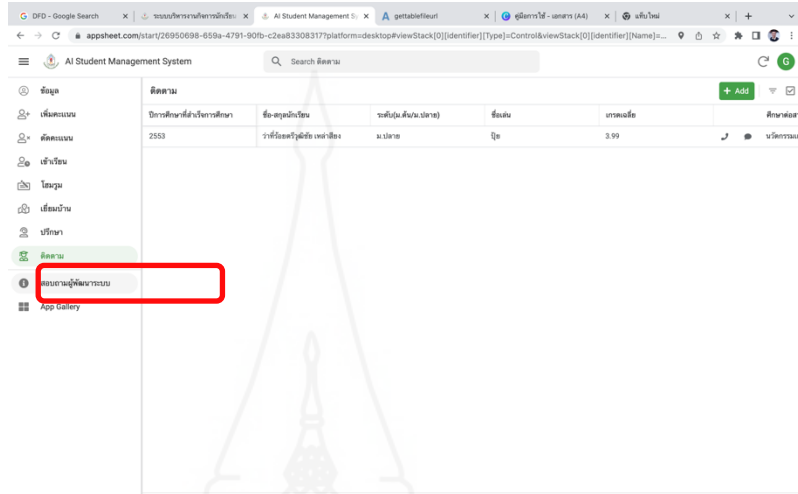 DFD - Google Search
ระบบบริหารงานกิจการนักเรียน
AI Student Management Sy
gettablefileurl
คู่มือการใช้ - เอกสาร (A4)
แท็บใหม่
appsheet.com/start/26950698-659a-4791-90fb-c2ea83308317?platform=desktop#viewStack[0][identifier][Type]=Control&viewStack[0][identifier][Name]=...
AI Student Management System
Search ติดตาม
G
ข้อมูล
ติดตาม
Add
เพิ่มคะแนน
ปีการศึกษาที่สำเร็จการศึกษา
ชื่อ-สกุลนักเรียน
ระดับ(ม.ต้น/ม.ปลาย)
ชื่อเล่น
เกรดเฉลี่ย
ศึกษาต่อส
ตัดคะแนน
2553
ว่าที่ร้อยตรีวุฒิชัย เหล่าเสียง
ม.ปลาย
ปุ้ย
3.99
เข้าเรียน
โฮมรูม
เยี่ยมบ้าน
ปรึกษา
ติดตาม
สอบถามผู้พัฒนาระบบ
App Gallery